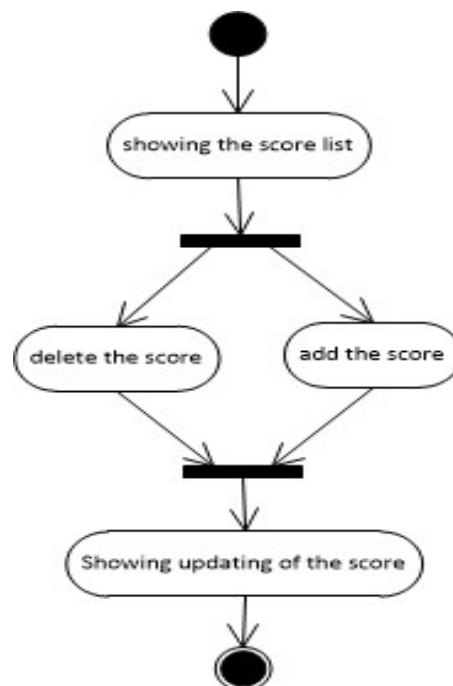 showing the score list
delete the score
add the score
Showing updating of the score